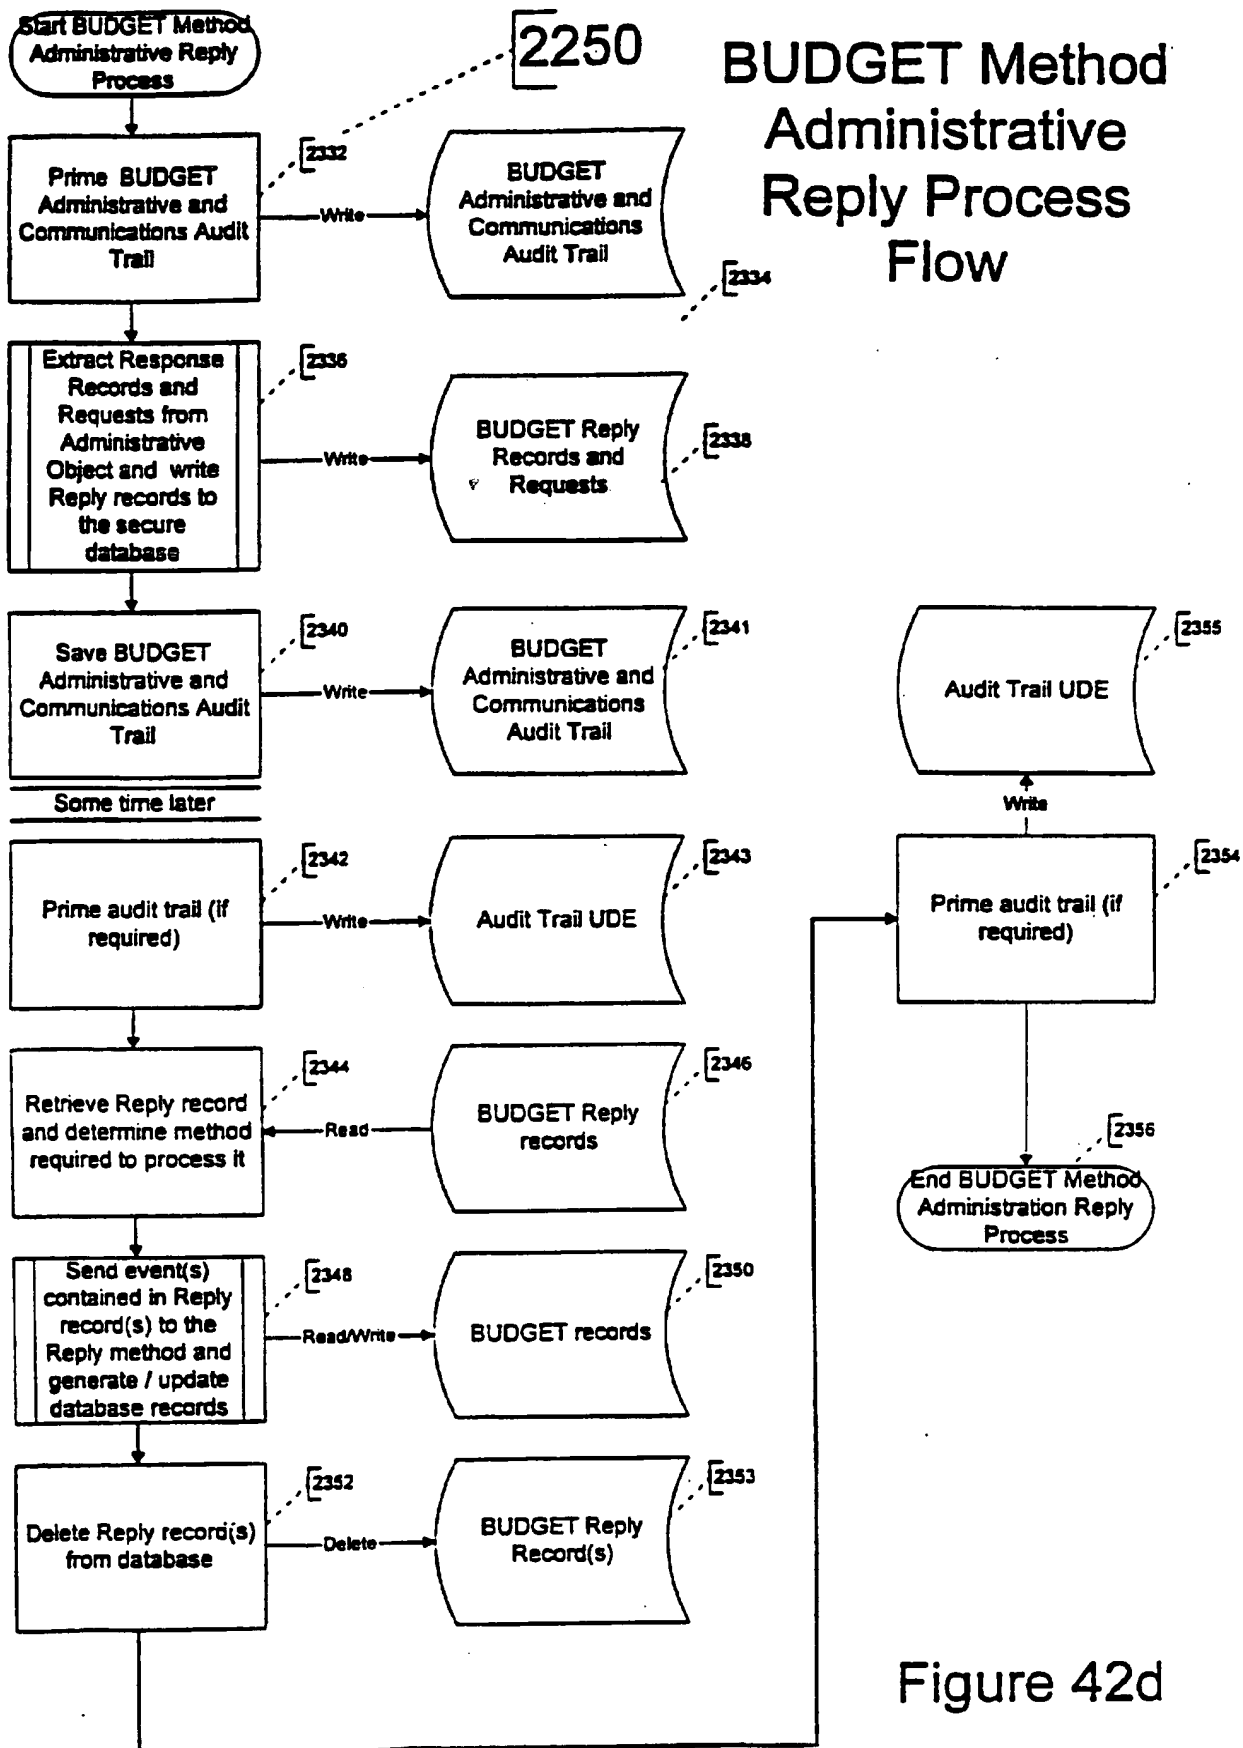 Start BUDGET Method
Administrative Reply
Process
2250
BUDGET Method
Administrative
Reply Process
Flow
Prime BUDGET
Administrative and
Communications Audit
Trail
2332
Write
BUDGET
Administrative and
Communications
Audit Trail
2334
Extract Response
Records and
Requests from
Administrative
Object and write
Reply records to
the secure
database
2336
Write
BUDGET Reply
Records and
Requests
2338
Save BUDGET
Administrative and
Communications Audit
Trail
2340
Write
BUDGET
Administrative and
Communications
Audit Trail
2341
Some time later
Prime audit trail (if
required)
2342
Write
Audit Trail UDE
2343
Retrieve Reply record
and determine method
required to process it
2344
Read
BUDGET Reply
records
2346
Send event(s)
contained in Reply
record(s) to the
Reply method and
generate / update
database records
2348
Read/Write
BUDGET records
2350
Delete Reply record(s)
from database
2352
Delete
BUDGET Reply
Record(s)
2353
Audit Trail UDE
2355
Write
Prime audit trail (if
required)
2354
2356
End BUDGET Method
Administration Reply
Process
Figure 42d